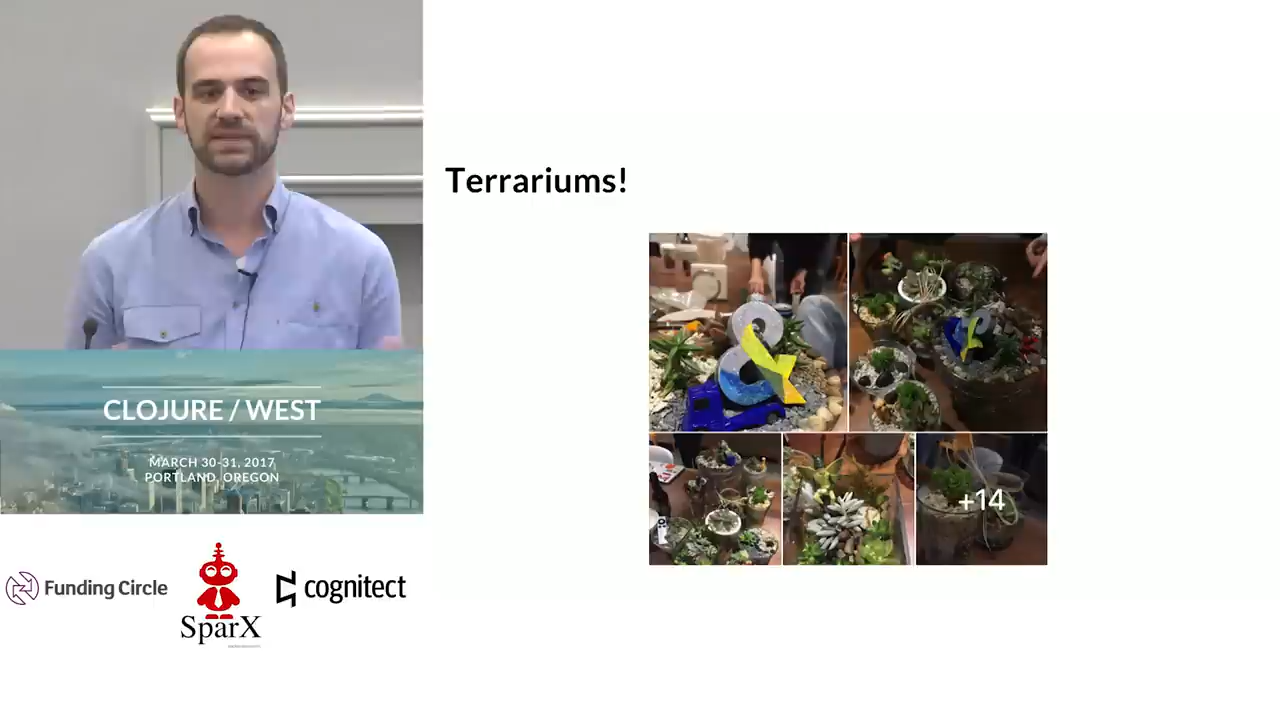 Terrariums!
+14
CLOJURE / WEST
MARCH 30-31, 2017
PORTLAND, OREGON
Funding Circle
SparX
cognitect